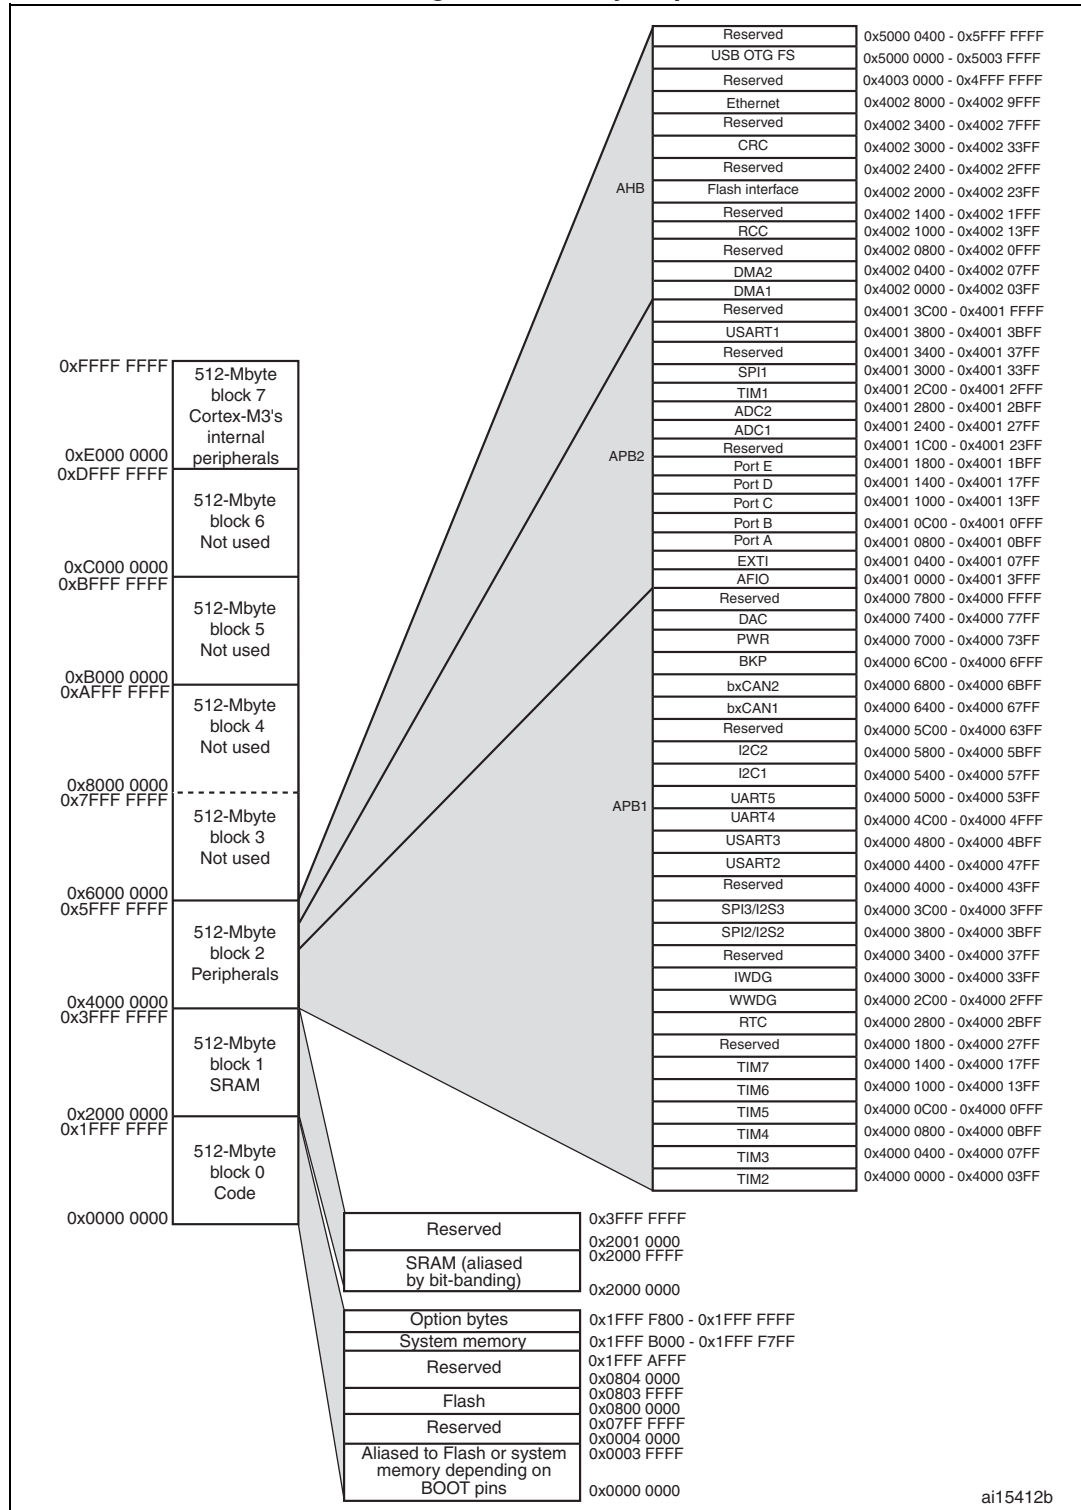 Reserved 0x5000 0400 - 0x5FFF FFFF
USB OTG FS 0x5000 0000 - 0x5003 FFFF
Reserved 0x4003 0000 - 0x4FFF FFFF
Ethernet 0x4002 8000 - 0x4002 9FFF
Reserved 0x4002 3400 - 0x4002 7FFF
CRC 0x4002 3000 - 0x4002 33FF
Reserved 0x4002 2400 - 0x4002 2FFF
AHB
Flash interface 0x4002 2000 - 0x4002 23FF
Reserved 0x4002 1400 - 0x4002 1FFF
RCC 0x4002 1000 - 0x4002 13FF
Reserved 0x4002 0800 - 0x4002 0FFF
DMA2 0x4002 0400 - 0x4002 07FF
DMA1 0x4002 0000 - 0x4002 03FF
Reserved 0x4001 3C00 - 0x4001 FFFF
USART1 0x4001 3800 - 0x4001 3BFF
Reserved 0x4001 3400 - 0x4001 37FF
SPI1 0x4001 3000 - 0x4001 33FF
TIM1 0x4001 2C00 - 0x4001 2FFF
ADC2 0x4001 2800 - 0x4001 2BFF
ADC1 0x4001 2400 - 0x4001 27FF
Reserved 0x4001 1C00 - 0x4001 23FF
APB2
Port E 0x4001 1800 - 0x4001 1BFF
Port D 0x4001 1400 - 0x4001 17FF
Port C 0x4001 1000 - 0x4001 13FF
Port B 0x4001 0C00 - 0x4001 0FFF
Port A 0x4001 0800 - 0x4001 0BFF
EXTI 0x4001 0400 - 0x4001 07FF
AFIO 0x4001 0000 - 0x4001 3FFF
Reserved 0x4000 7800 - 0x4000 FFFF
DAC 0x4000 7400 - 0x4000 77FF
PWR 0x4000 7000 - 0x4000 73FF
BKP 0x4000 6C00 - 0x4000 6FFF
bxCAN2 0x4000 6800 - 0x4000 6BFF
bxCAN1 0x4000 6400 - 0x4000 67FF
Reserved 0x4000 5C00 - 0x4000 63FF
I2C2 0x4000 5800 - 0x4000 5BFF
I2C1 0x4000 5400 - 0x4000 57FF
APB1
UART5 0x4000 5000 - 0x4000 53FF
UART4 0x4000 4C00 - 0x4000 4FFF
USART3 0x4000 4800 - 0x4000 4BFF
USART2 0x4000 4400 - 0x4000 47FF
Reserved 0x4000 4000 - 0x4000 43FF
SPI3/I2S3 0x4000 3C00 - 0x4000 3FFF
SPI2/I2S2 0x4000 3800 - 0x4000 3BFF
Reserved 0x4000 3400 - 0x4000 37FF
IWDG 0x4000 3000 - 0x4000 33FF
WWDG 0x4000 2C00 - 0x4000 2FFF
RTC 0x4000 2800 - 0x4000 2BFF
Reserved 0x4000 1800 - 0x4000 27FF
TIM7 0x4000 1400 - 0x4000 17FF
TIM6 0x4000 1000 - 0x4000 13FF
TIM5 0x4000 0C00 - 0x4000 0FFF
TIM4 0x4000 0800 - 0x4000 0BFF
TIM3 0x4000 0400 - 0x4000 07FF
TIM2 0x4000 0000 - 0x4000 03FF
0xFFFF FFFF
512-Mbyte
block 7
Cortex-M3's
internal
peripherals
0xE000 0000
0xDFFF FFFF
512-Mbyte
block 6
Not used
0xC000 0000
0xBFFF FFFF
512-Mbyte
block 5
Not used
0xB000 0000
0xAFFF FFFF
512-Mbyte
block 4
Not used
0x8000 0000
0x7FFF FFFF
512-Mbyte
block 3
Not used
0x6000 0000
0x5FFF FFFF
512-Mbyte
block 2
Peripherals
0x4000 0000
0x3FFF FFFF
512-Mbyte
block 1
SRAM
0x2000 0000
0x1FFF FFFF
512-Mbyte
block 0
Code
0x0000 0000
0x3FFF FFFF
Reserved
0x2001 0000
0x2000 FFFF
SRAM (aliased
by bit-banding)
0x2000 0000
Option bytes 0x1FFF F800 - 0x1FFF FFFF
System memory 0x1FFF B000 - 0x1FFF F7FF
0x1FFF AFFF
Reserved
0x0804 0000
0x0803 FFFF
Flash
0x0800 0000
0x07FF FFFF
Reserved
0x0004 0000
0x0003 FFFF
Aliased to Flash or system
memory depending on
BOOT pins
0x0000 0000
ai15412b